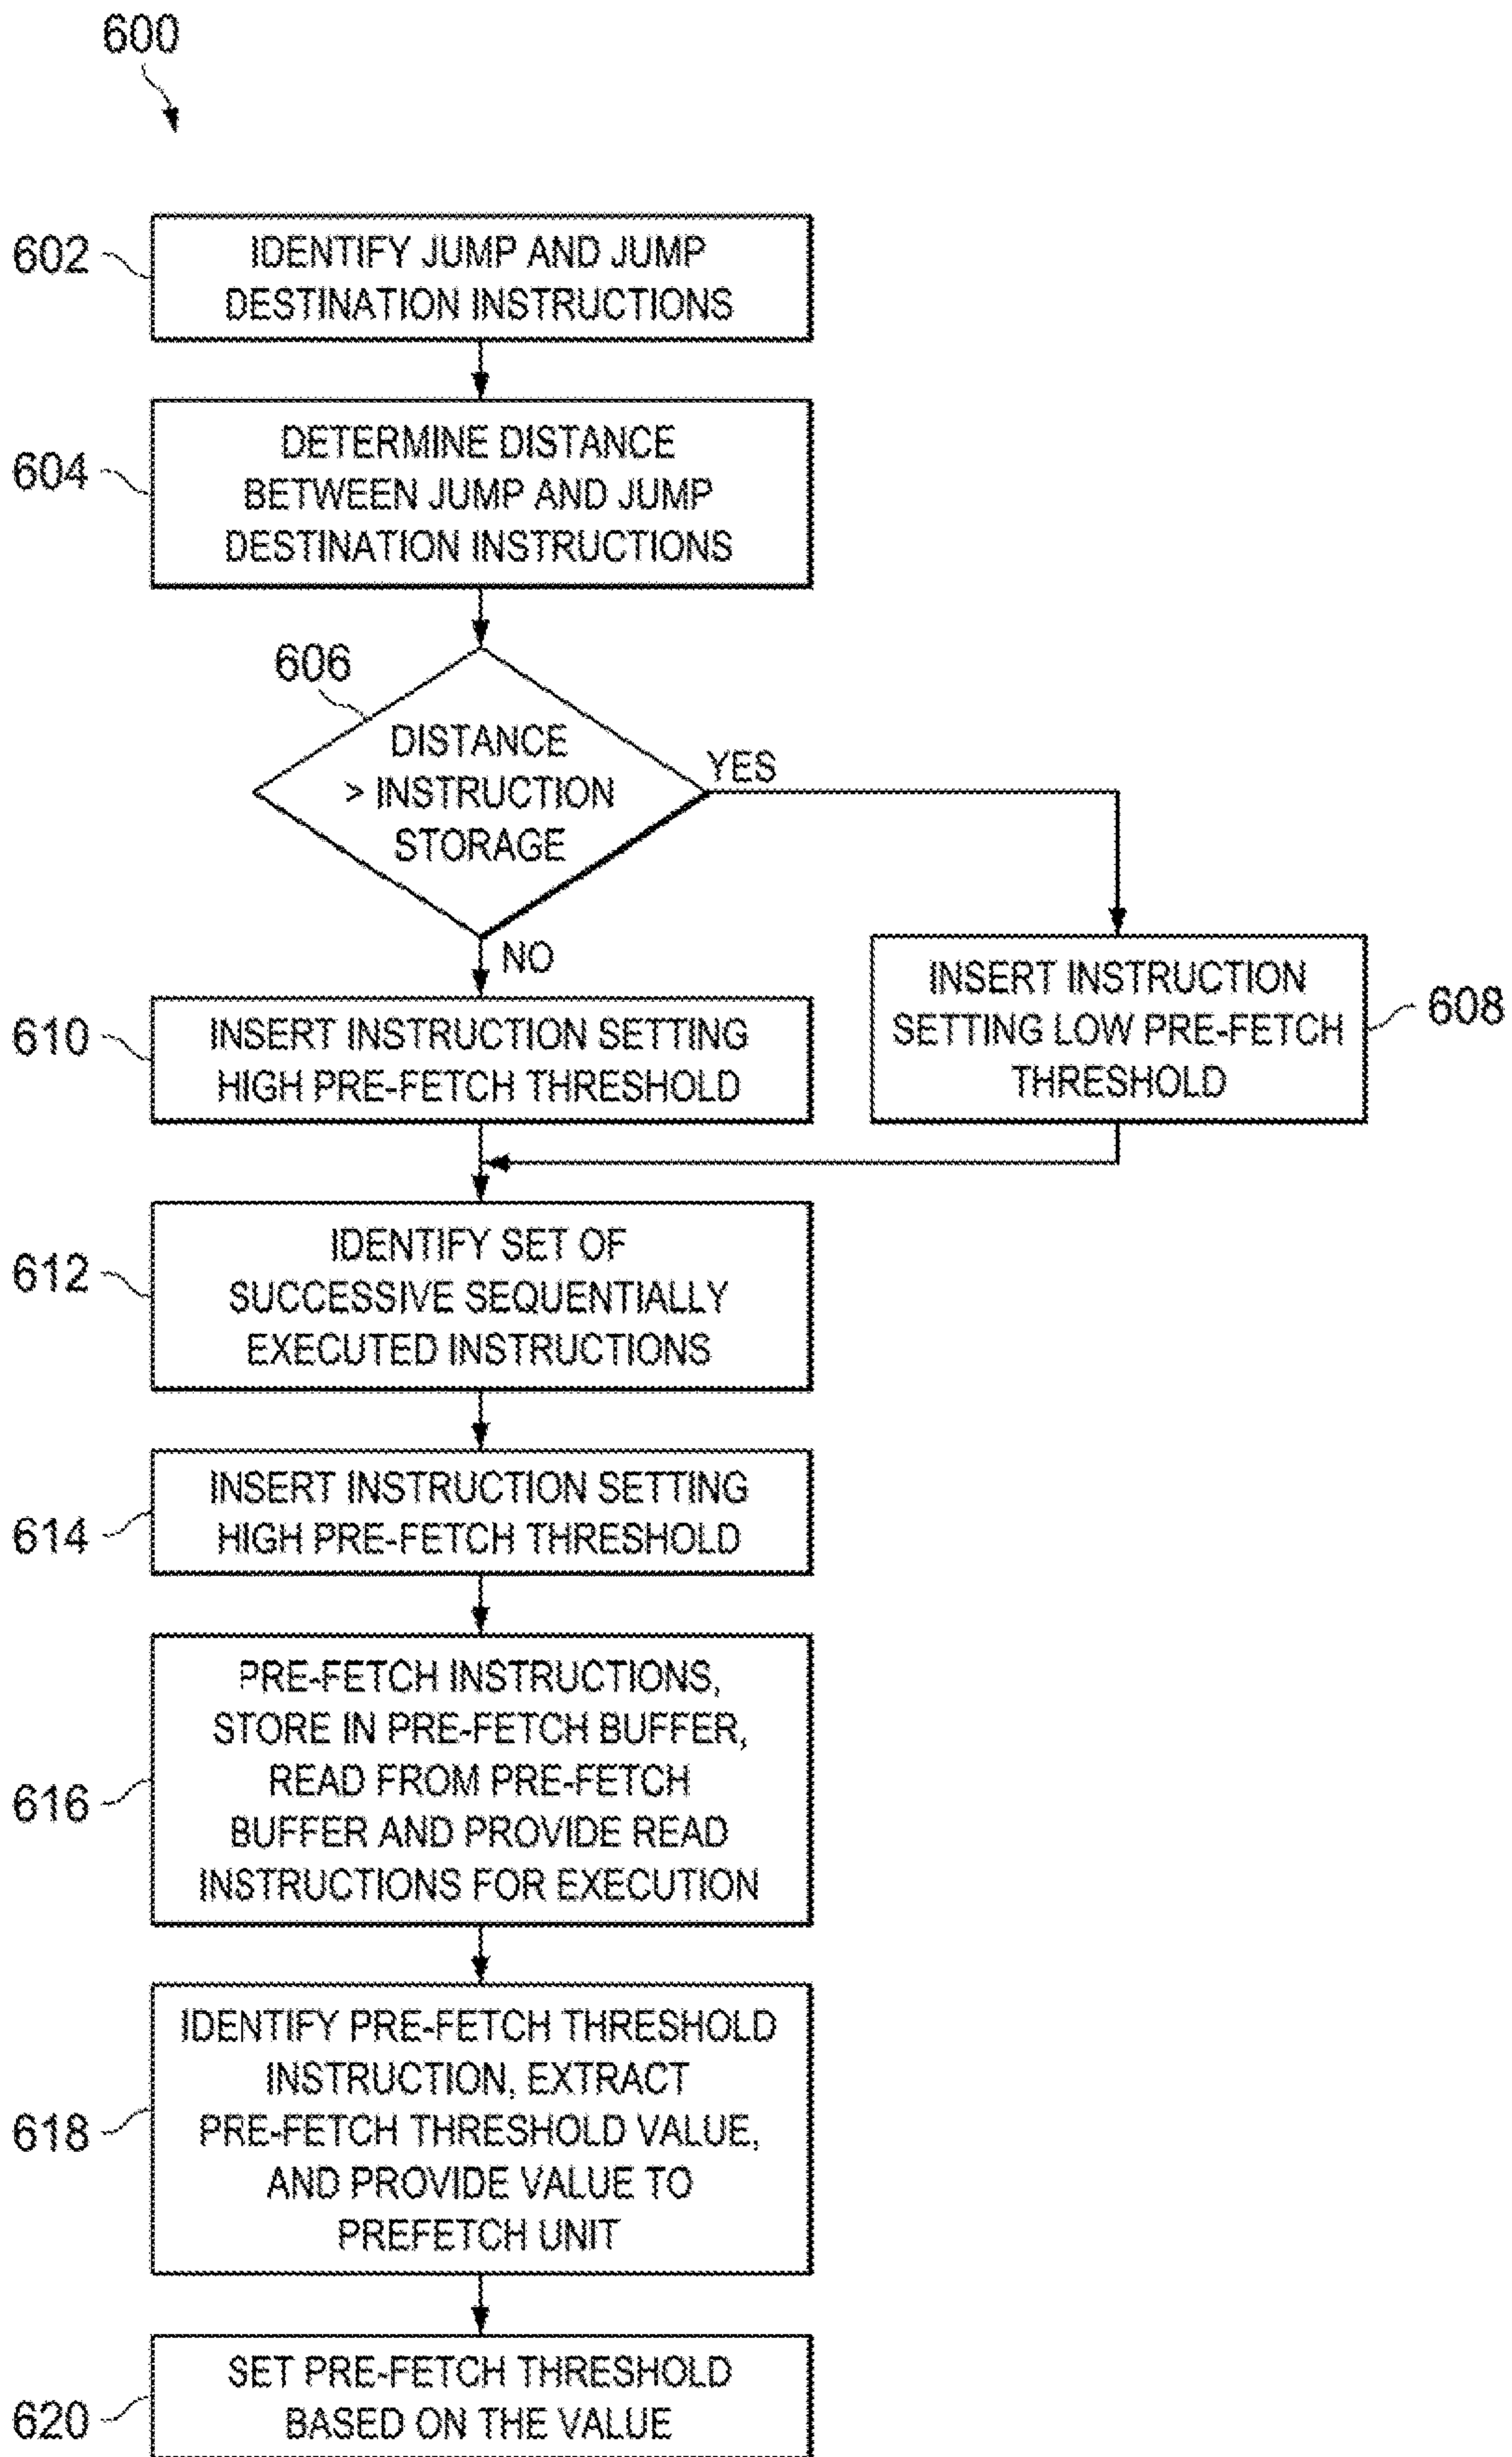 600
602
IDENTIFY JUMP AND JUMP
DESTINATION INSTRUCTIONS
604
DETERMINE DISTANCE
BETWEEN JUMP AND JUMP
DESTINATION INSTRUCTIONS
606
DISTANCE
> INSTRUCTION
STORAGE
YES
NO
610
INSERT INSTRUCTION SETTING
HIGH PRE-FETCH THRESHOLD
INSERT INSTRUCTION
SETTING LOW PRE-FETCH
THRESHOLD
608
612
IDENTIFY SET OF
SUCCESSIVE SEQUENTIALLY
EXECUTED INSTRUCTIONS
614
INSERT INSTRUCTION SETTING
HIGH PRE-FETCH THRESHOLD
616
PRE-FETCH INSTRUCTIONS,
STORE IN PRE-FETCH BUFFER,
READ FROM PRE-FETCH
BUFFER AND PROVIDE READ
INSTRUCTIONS FOR EXECUTION
618
IDENTIFY PRE-FETCH THRESHOLD
INSTRUCTION, EXTRACT
PRE-FETCH THRESHOLD VALUE,
AND PROVIDE VALUE TO
PREFETCH UNIT
620
SET PRE-FETCH THRESHOLD
BASED ON THE VALUE